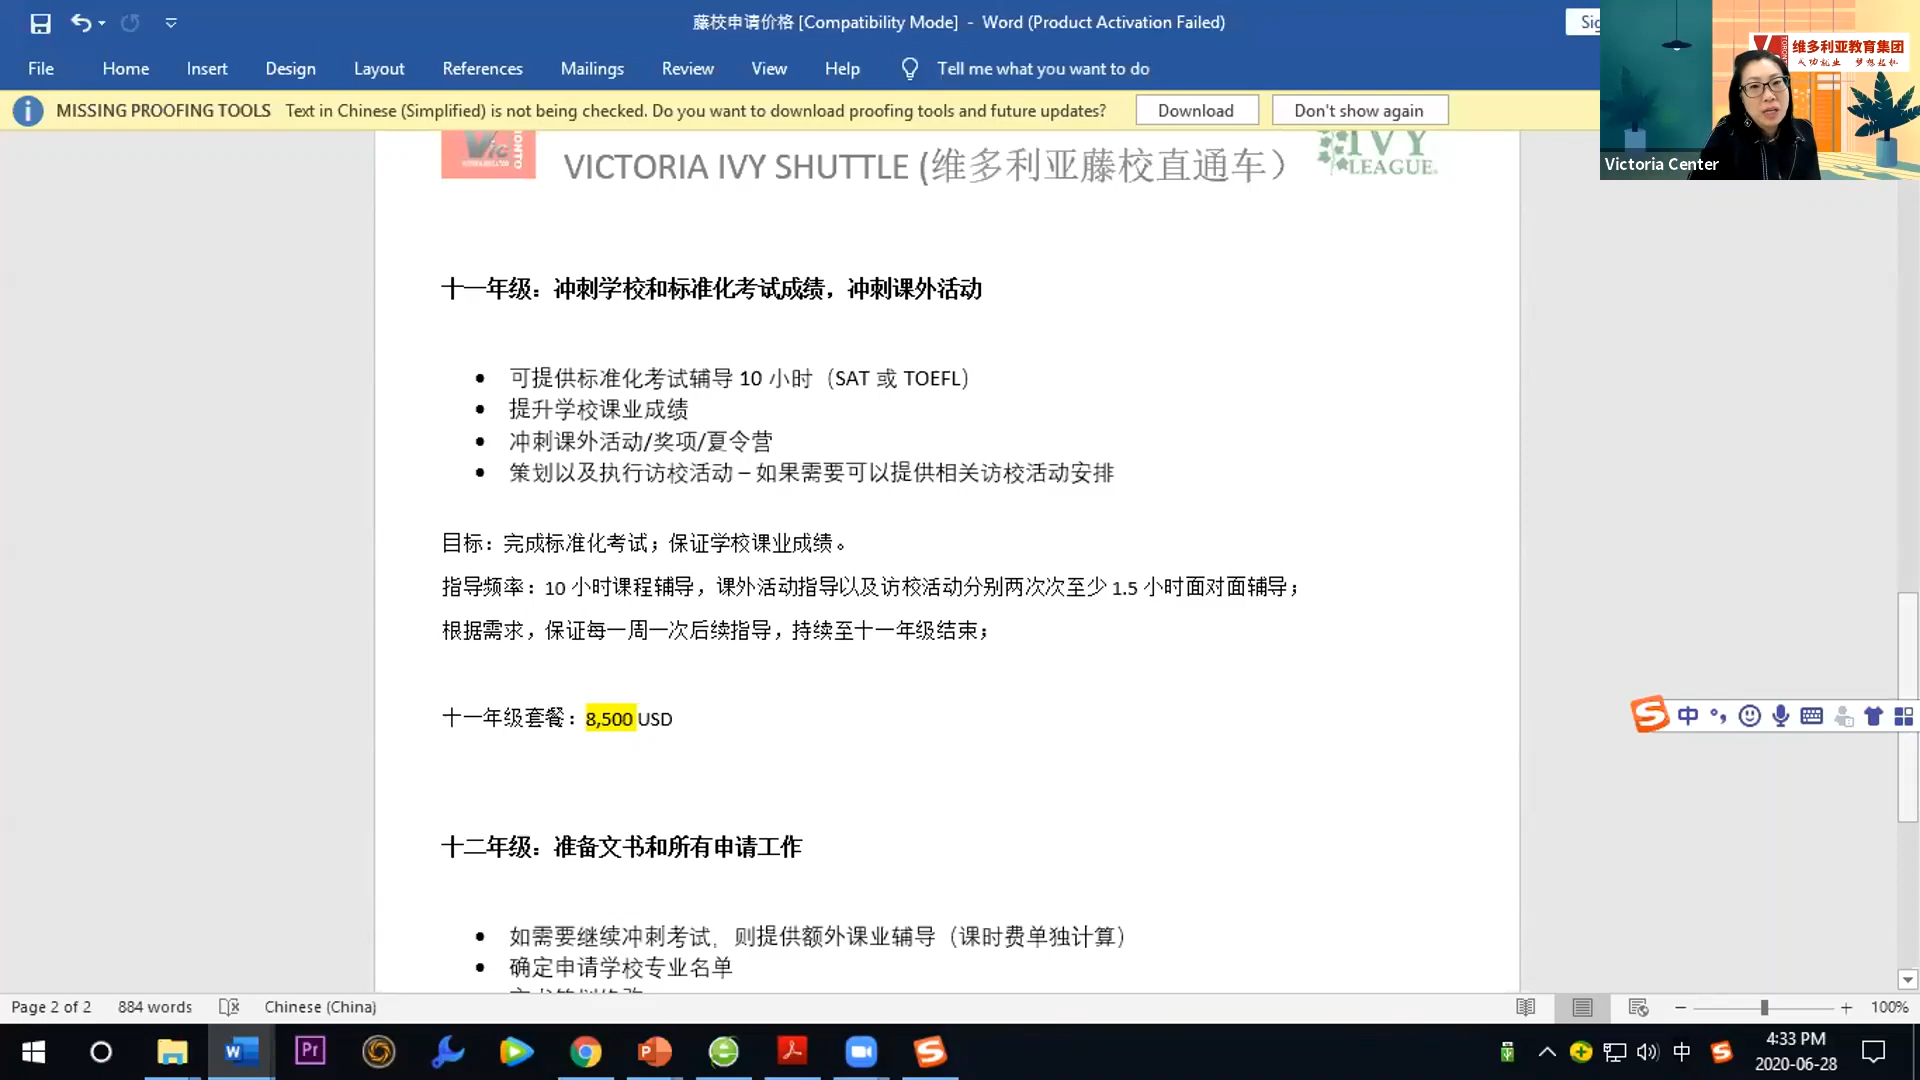 藤校申请价格 [Compatibility Mode] - Word (Product Activation Failed)
File Home Insert Design Layout References Mailings Review View Help Tell me what you want to do
维多利亚教育集团
成功就业 梦想起航
Victoria Center
MISSING PROOFING TOOLS Text in Chinese (Simplified) is not being checked. Do you want to download proofing tools and future updates? Download Don't show again
Vic TORONTO
VICTORIA IVY SHUTTLE (维多利亚藤校直通车）
IVY
LEAGUE.
十一年级：冲刺学校和标准化考试成绩，冲刺课外活动
• 可提供标准化考试辅导 10 小时（SAT 或 TOEFL）
• 提升学校课业成绩
• 冲刺课外活动/奖项/夏令营
• 策划以及执行访校活动 – 如果需要可以提供相关访校活动安排
目标：完成标准化考试；保证学校课业成绩。
指导频率：10 小时课程辅导，课外活动指导以及访校活动分别两次次至少 1.5 小时面对面辅导；
根据需求，保证每一周一次后续指导，持续至十一年级结束；
十一年级套餐：8,500 USD
中
十二年级：准备文书和所有申请工作
• 如需要继续冲刺考试，则提供额外课业辅导（课时费单独计算）
• 确定申请学校专业名单
Page 2 of 2 884 words Chinese (China) 100%
Pr
中
4:33 PM
2020-06-28